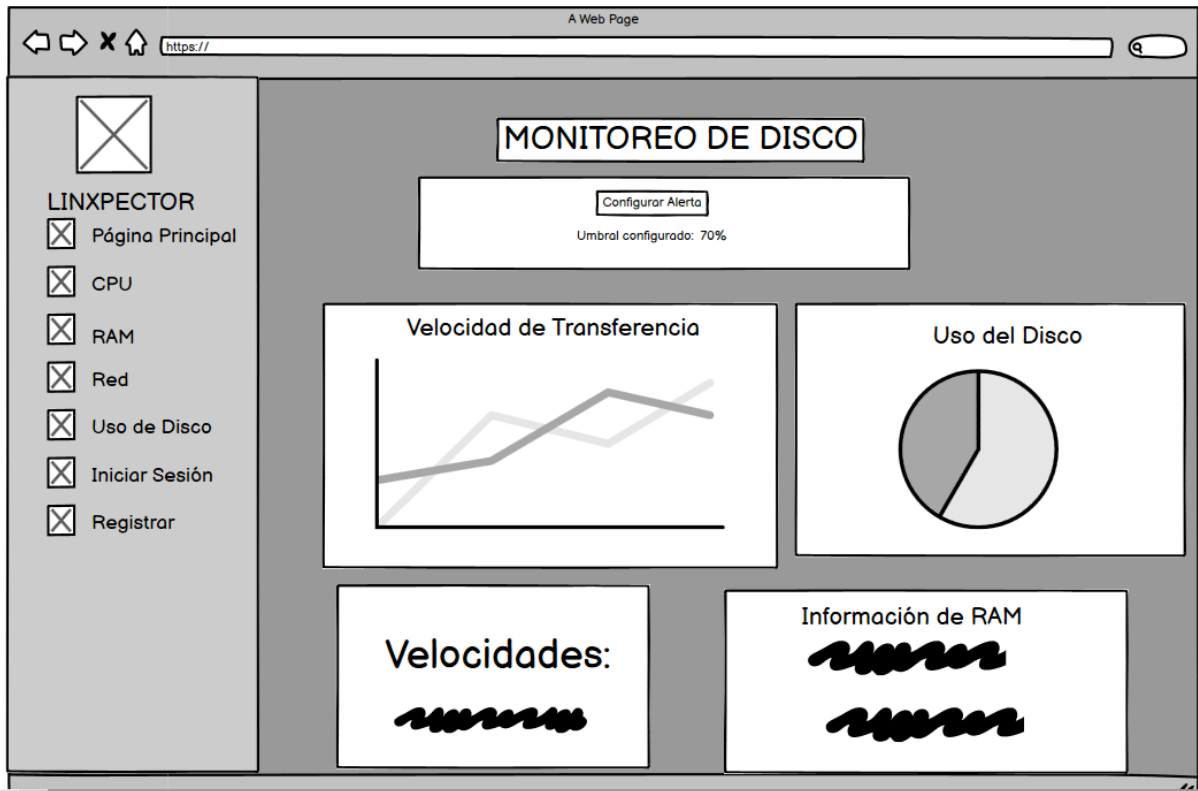 A Web Page
https://
LINXPECTOR
Página Principal
CPU
RAM
Red
Uso de Disco
Iniciar Sesión
Registrar
MONITOREO DE DISCO
Configurar Alerta
Umbral configurado: 70%
Velocidad de Transferencia
Uso del Disco
Velocidades:
Información de RAM